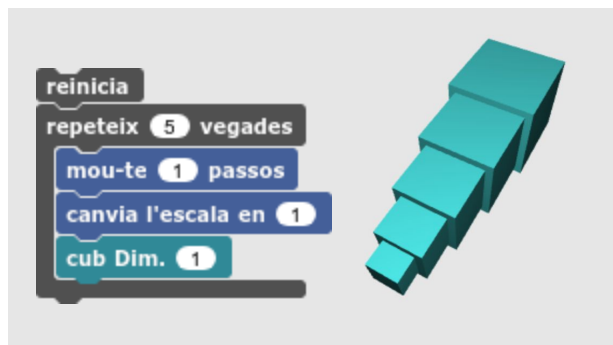 reinicia
repeteix 5 vegades
mou-te 1 passos
canvia l'escala en 1
cub Dim. 1